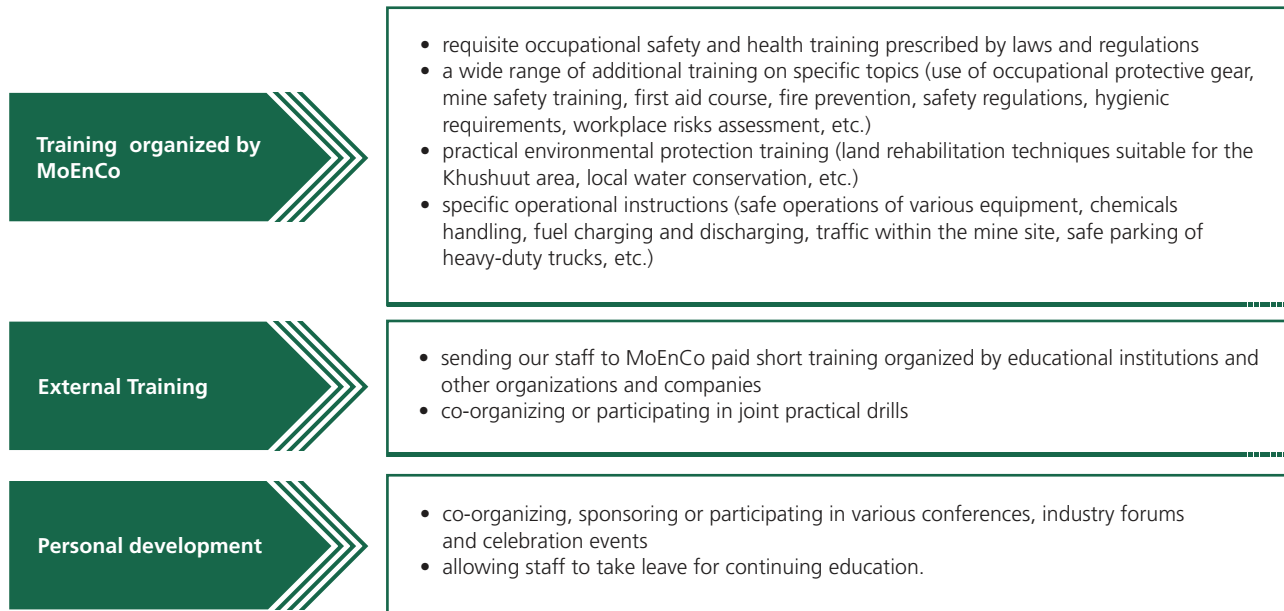 Training organized by
MoEnCo
• requisite occupational safety and health training prescribed by laws and regulations
• a wide range of additional training on specific topics (use of occupational protective gear,
mine safety training, first aid course, fire prevention, safety regulations, hygienic
requirements, workplace risks assessment, etc.)
• practical environmental protection training (land rehabilitation techniques suitable for the
Khushuut area, local water conservation, etc.)
• specific operational instructions (safe operations of various equipment, chemicals
handling, fuel charging and discharging, traffic within the mine site, safe parking of
heavy-duty trucks, etc.)
External Training
• sending our staff to MoEnCo paid short training organized by educational institutions and
other organizations and companies
• co-organizing or participating in joint practical drills
Personal development
• co-organizing, sponsoring or participating in various conferences, industry forums
and celebration events
• allowing staff to take leave for continuing education.